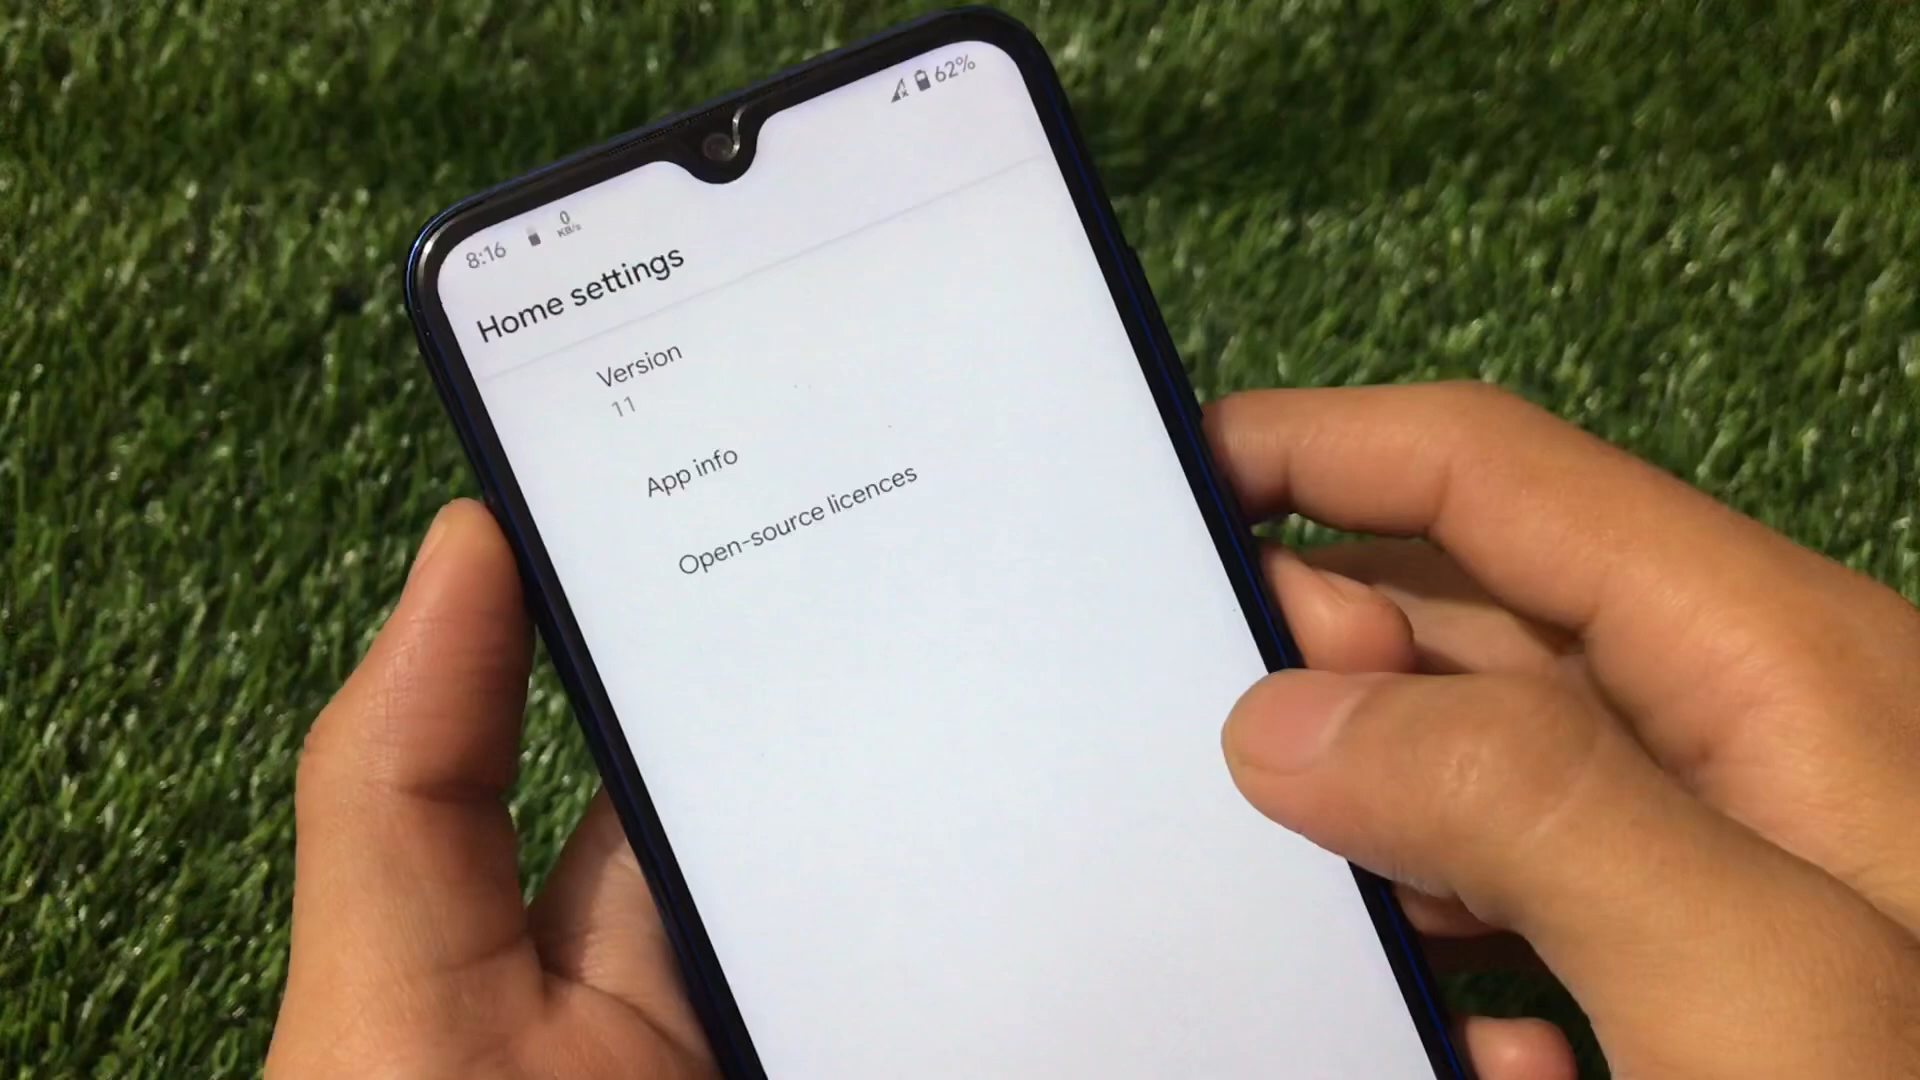 8:16 0 KB/s 62%
Home settings
Version
11
App info
Open-source licences